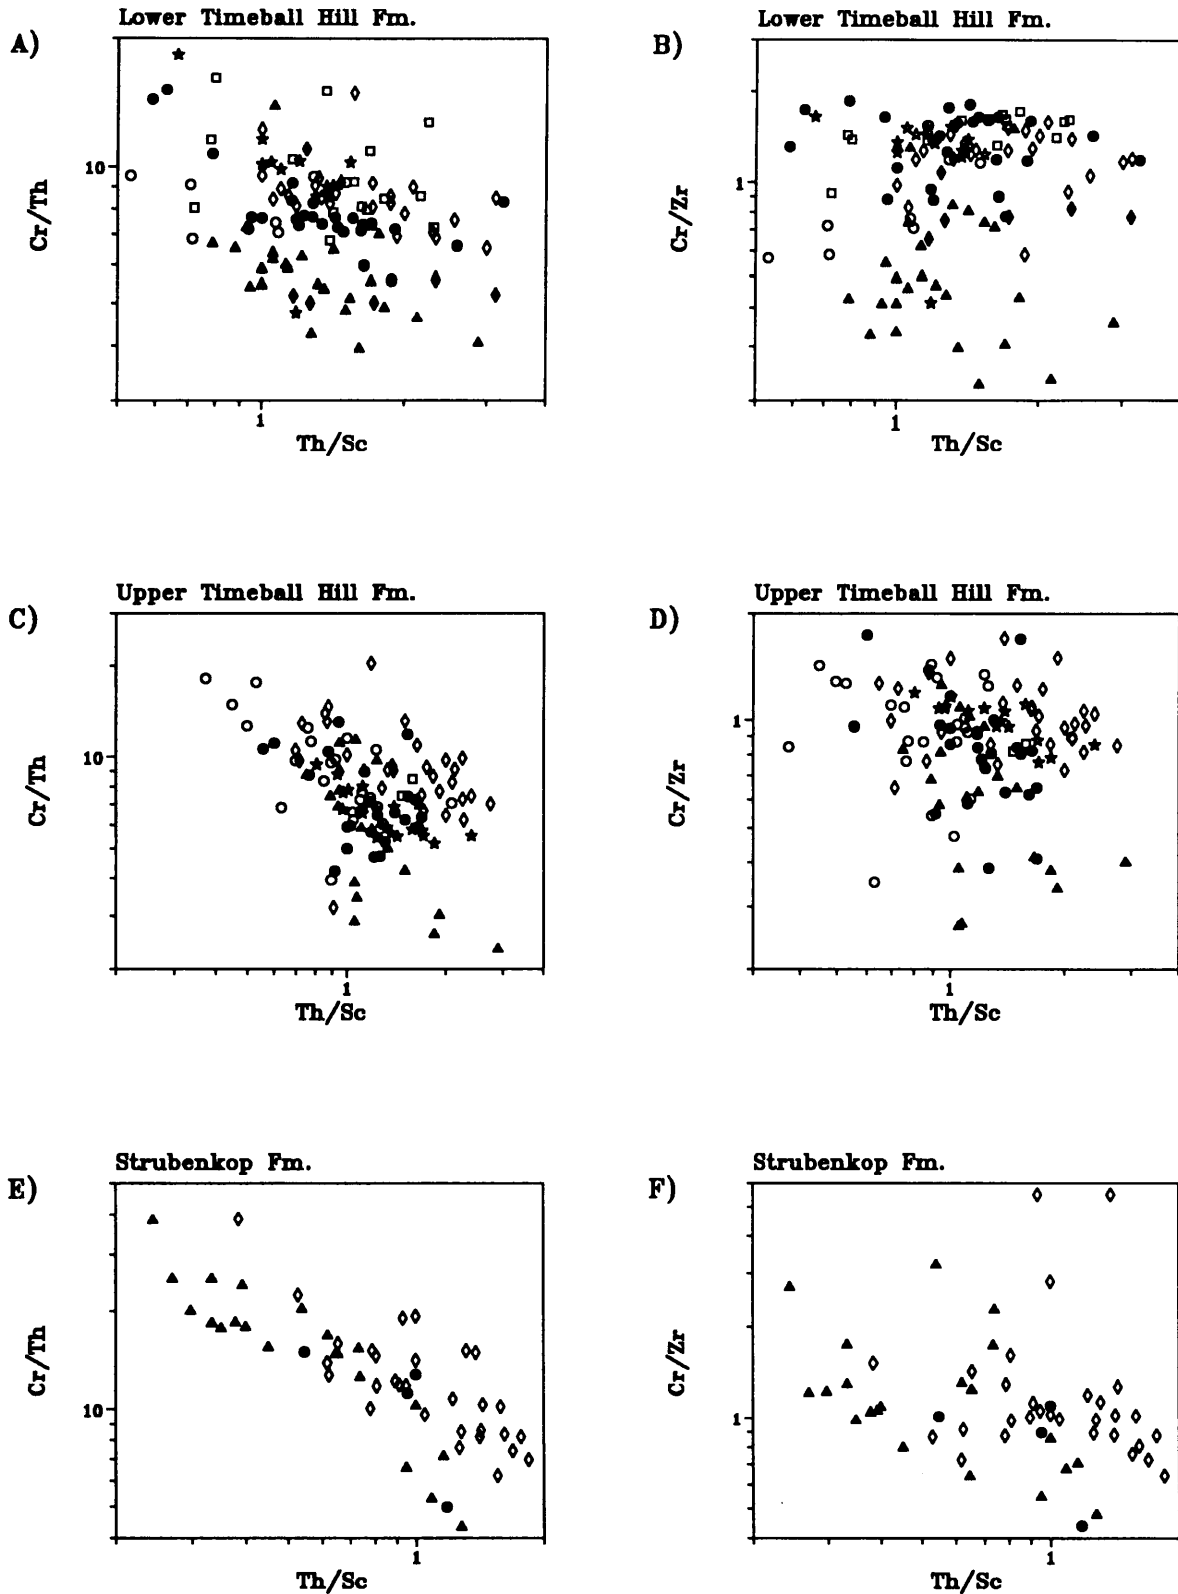 Lower Timeball Hill Fm.
A)
Cr/Th
10
1
Th/Sc
Lower Timeball Hill Fm.
B)
Cr/Zr
1
1
Th/Sc
Upper Timeball Hill Fm.
C)
Cr/Th
10
1
Th/Sc
Upper Timeball Hill Fm.
D)
Cr/Zr
1
1
Th/Sc
Strubenkop Fm.
E)
Cr/Th
10
1
Th/Sc
Strubenkop Fm.
F)
Cr/Zr
1
1
Th/Sc